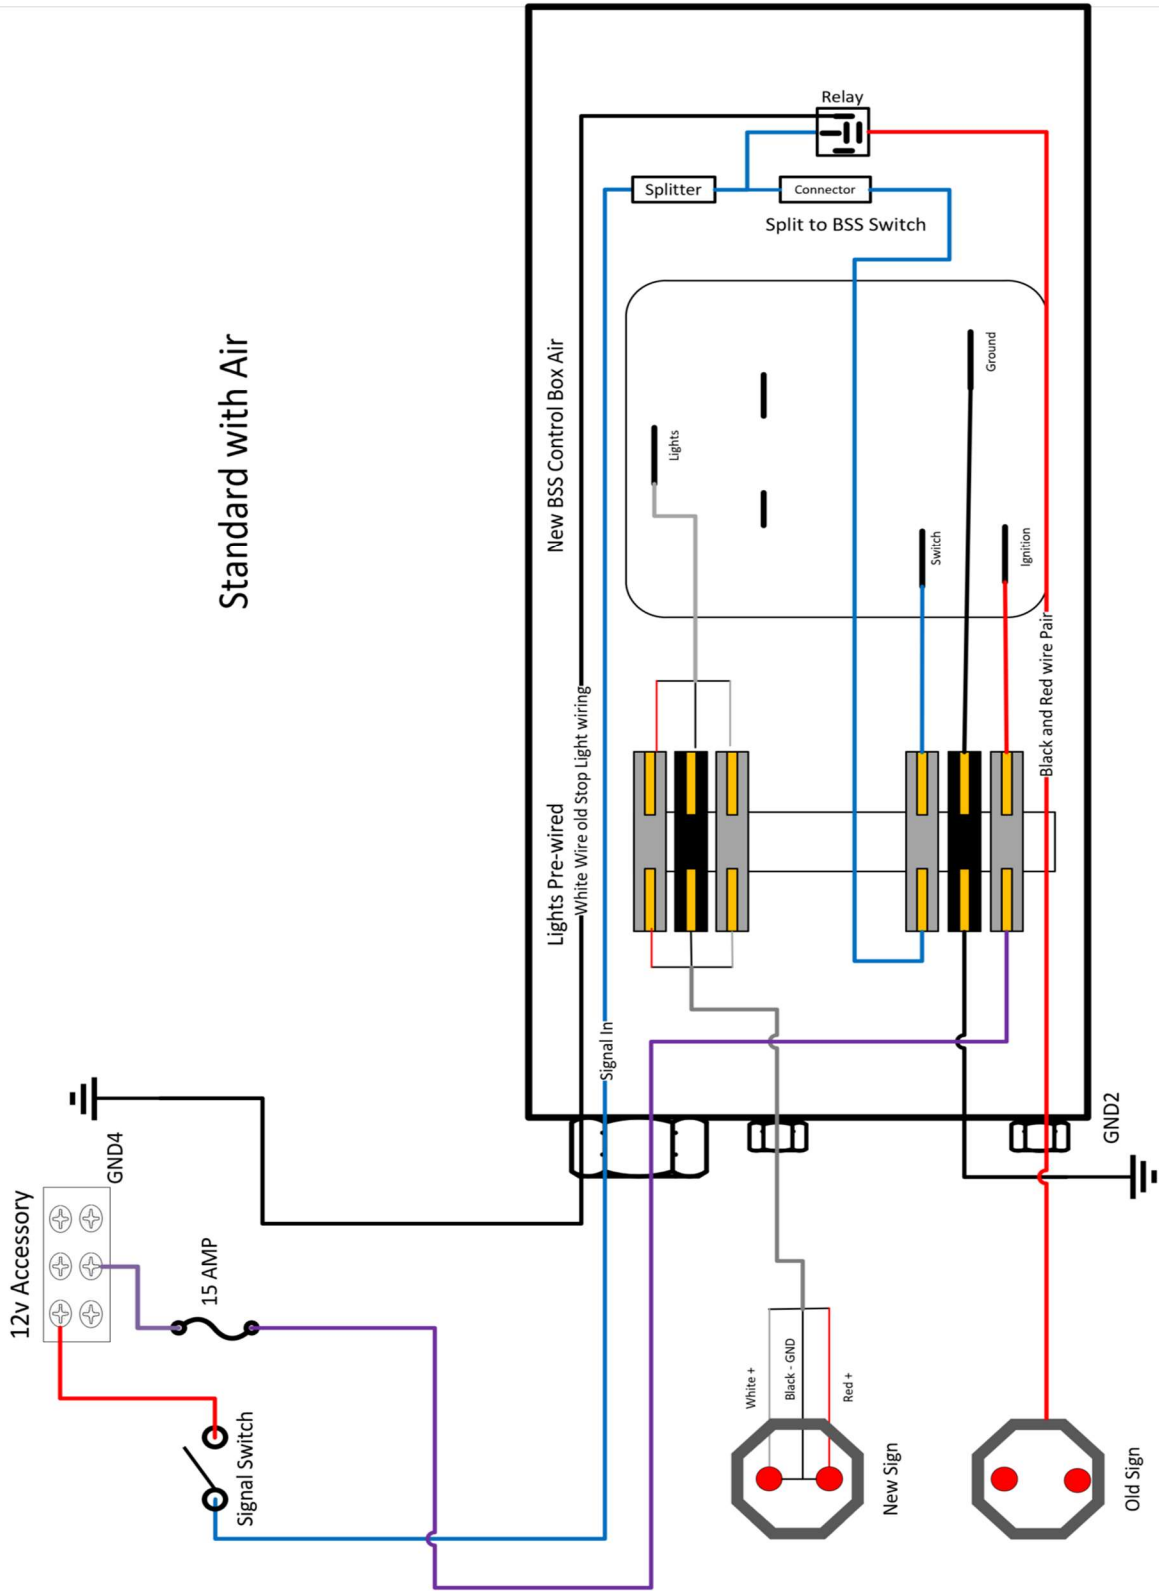 Relay
Splitter
Connector
Split to BSS Switch
Standard with Air
New BSS Control Box Air
Lights
Ground
Switch
Ignition
Lights Pre-wired
White Wire old Stop Light wiring
Black and Red wire Pair
Signal In
GND2
GND4
12v Accessory
15 AMP
Signal Switch
White +
Black - GND
Red +
New Sign
Old Sign